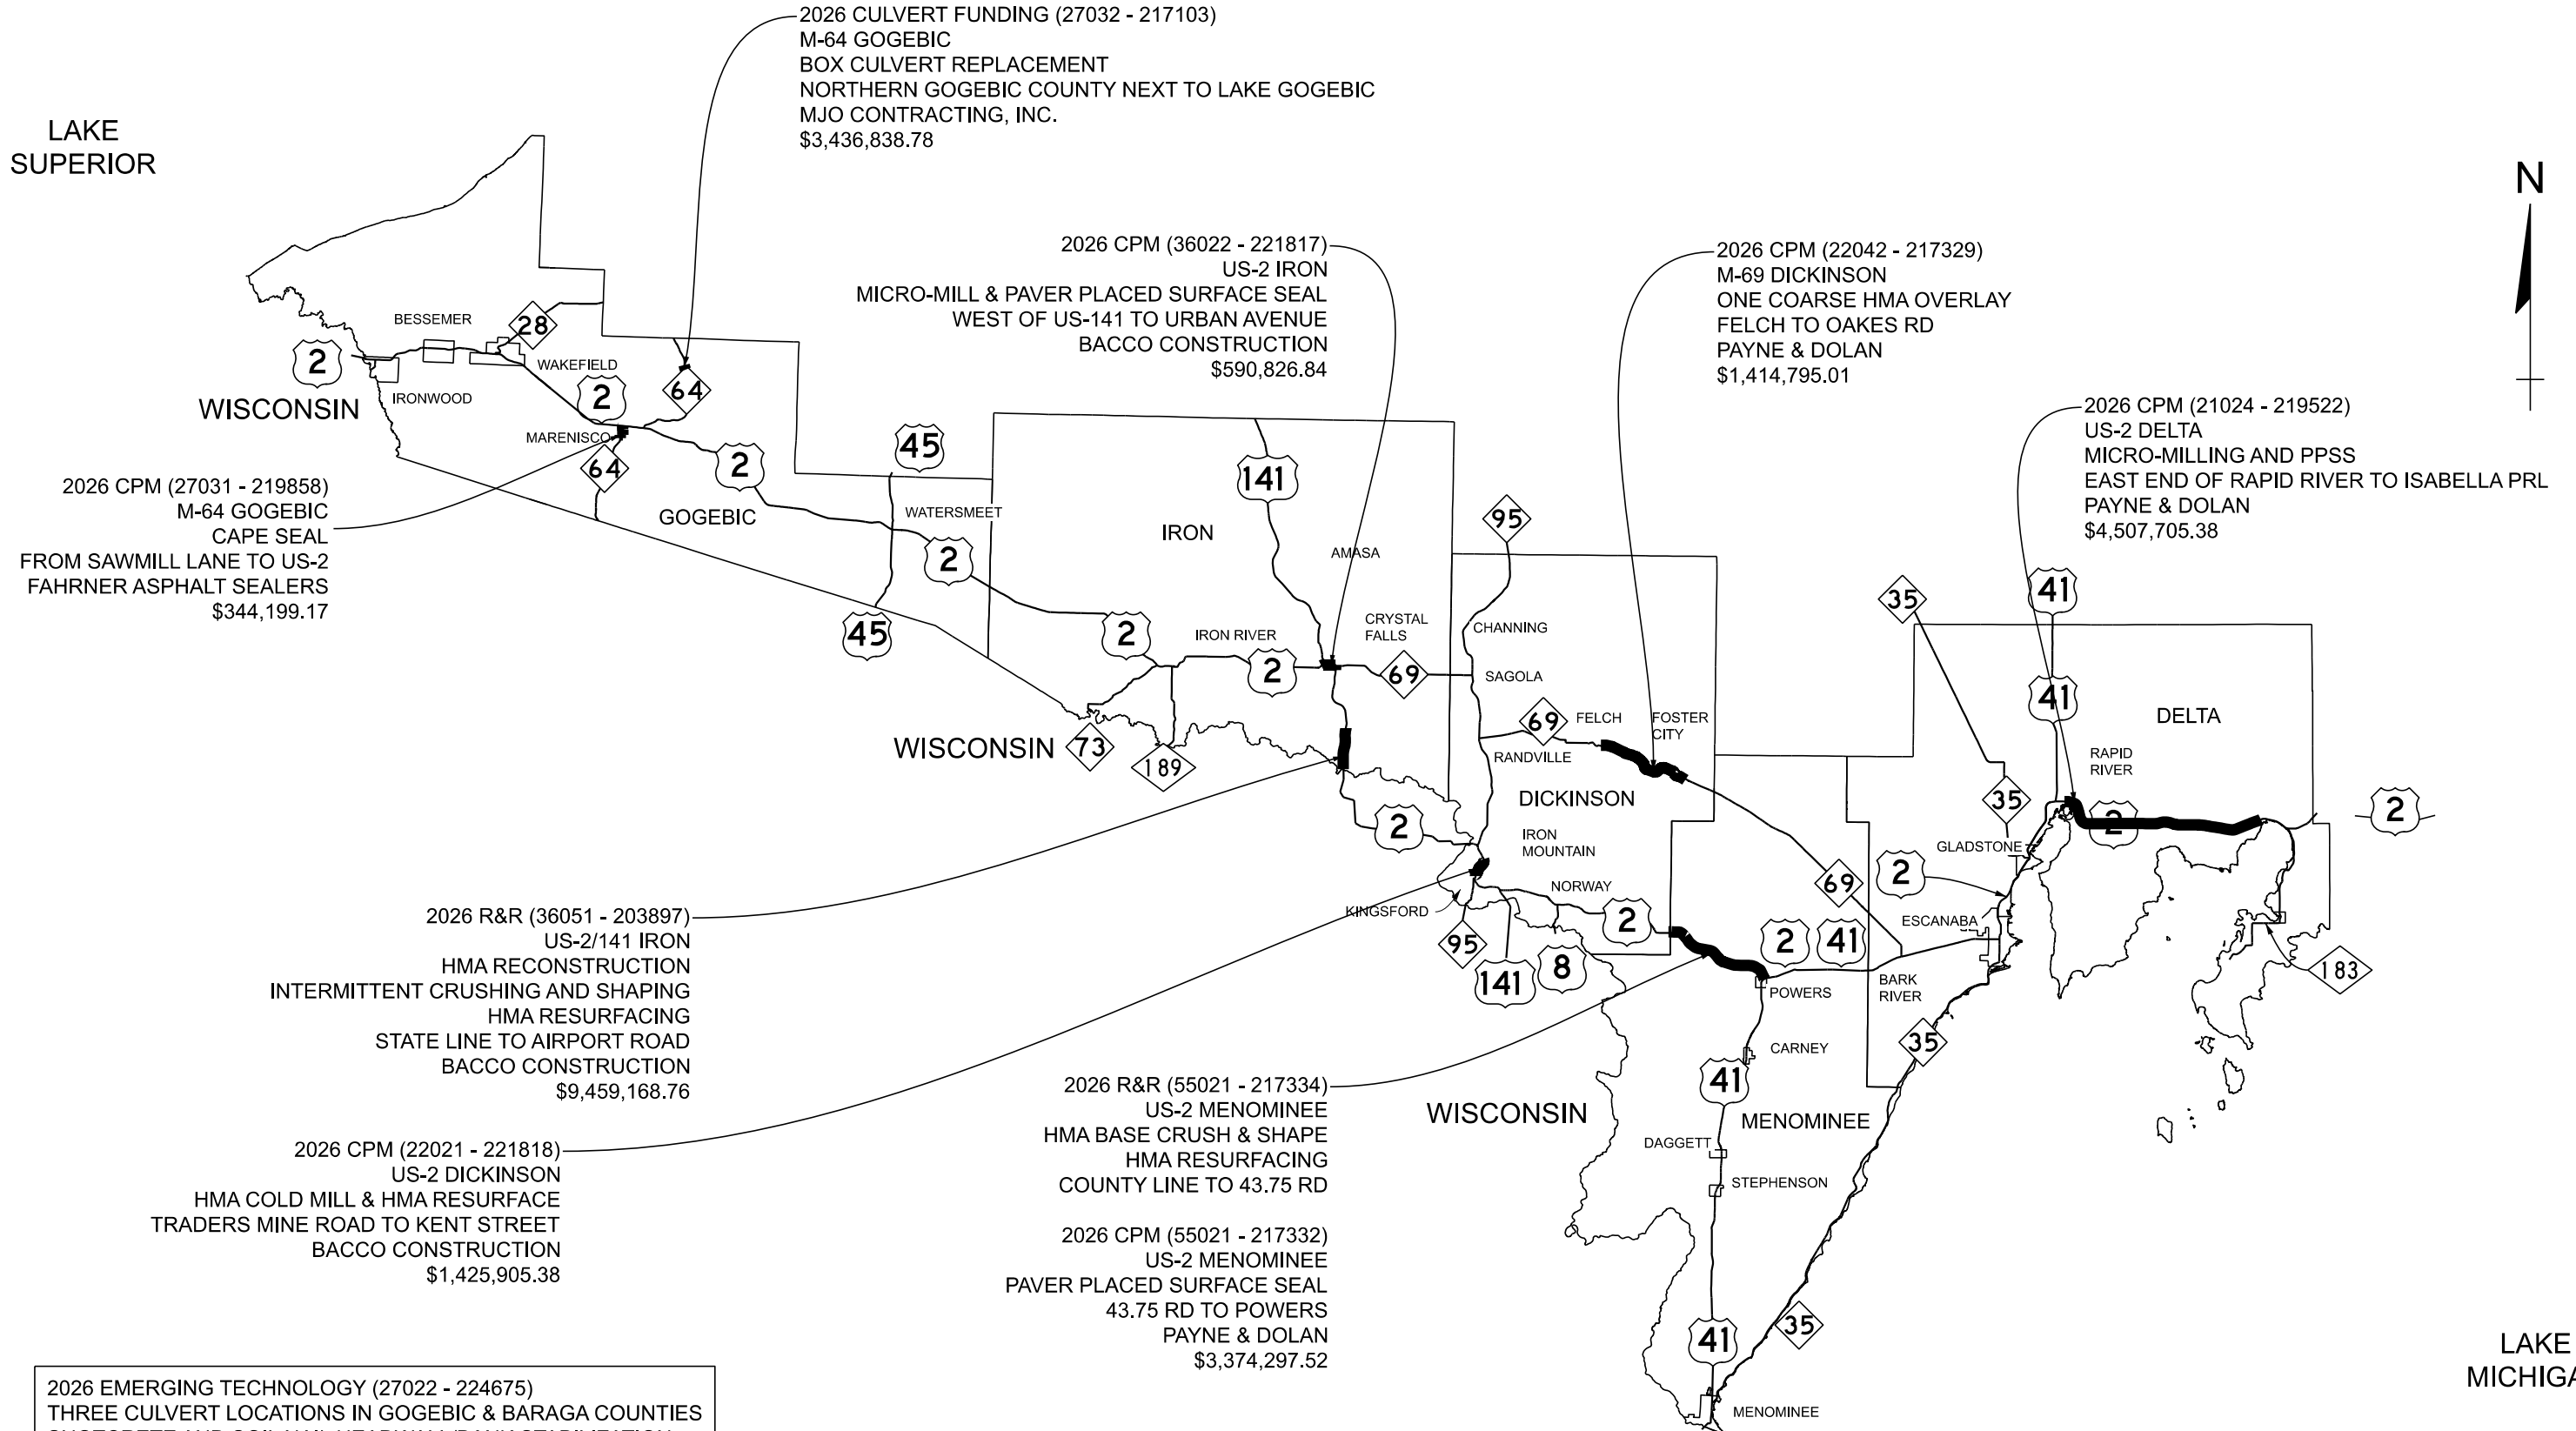 2026 CULVERT FUNDING (27032 - 217103)
M-64 GOGEBIC
BOX CULVERT REPLACEMENT
NORTHERN GOGEBIC COUNTY NEXT TO LAKE GOGEBIC
MJO CONTRACTING, INC.
$3,436,838.78
LAKE
SUPERIOR
N
2026 CPM (36022 - 221817)
US-2 IRON
MICRO-MILL & PAVER PLACED SURFACE SEAL
WEST OF US-141 TO URBAN AVENUE
BACCO CONSTRUCTION
$590,826.84
2026 CPM (22042 - 217329)
M-69 DICKINSON
ONE COARSE HMA OVERLAY
FELCH TO OAKES RD
PAYNE & DOLAN
$1,414,795.01
2026 CPM (21024 - 219522)
US-2 DELTA
MICRO-MILLING AND PPSS
EAST END OF RAPID RIVER TO ISABELLA PRL
PAYNE & DOLAN
$4,507,705.38
BESSEMER
28
2
WAKEFIELD
IRONWOOD
WISCONSIN
2
64
MARENISCO
64
2
45
GOGEBIC
WATERSMEET
2
45
2026 CPM (27031 - 219858)
M-64 GOGEBIC
CAPE SEAL
FROM SAWMILL LANE TO US-2
FAHRNER ASPHALT SEALERS
$344,199.17
141
IRON
AMASA
95
2
IRON RIVER
2
CRYSTAL
FALLS
69
CHANNING
SAGOLA
WISCONSIN
73
189
69
FELCH
FOSTER
CITY
RANDVILLE
DICKINSON
2
IRON
MOUNTAIN
NORWAY
KINGSFORD
95
141
8
2
69
2
41
35
41
41
DELTA
RAPID
RIVER
35
2
2
GLADSTONE
2
ESCANABA
183
POWERS
BARK
RIVER
35
CARNEY
41
MENOMINEE
WISCONSIN
DAGGETT
STEPHENSON
41
35
MENOMINEE
2026 R&R (36051 - 203897)
US-2/141 IRON
HMA RECONSTRUCTION
INTERMITTENT CRUSHING AND SHAPING
HMA RESURFACING
STATE LINE TO AIRPORT ROAD
BACCO CONSTRUCTION
$9,459,168.76
2026 CPM (22021 - 221818)
US-2 DICKINSON
HMA COLD MILL & HMA RESURFACE
TRADERS MINE ROAD TO KENT STREET
BACCO CONSTRUCTION
$1,425,905.38
2026 R&R (55021 - 217334)
US-2 MENOMINEE
HMA BASE CRUSH & SHAPE
HMA RESURFACING
COUNTY LINE TO 43.75 RD
2026 CPM (55021 - 217332)
US-2 MENOMINEE
PAVER PLACED SURFACE SEAL
43.75 RD TO POWERS
PAYNE & DOLAN
$3,374,297.52
LAKE
2026 EMERGING TECHNOLOGY (27022 - 224675)
THREE CULVERT LOCATIONS IN GOGEBIC & BARAGA COUNTIES